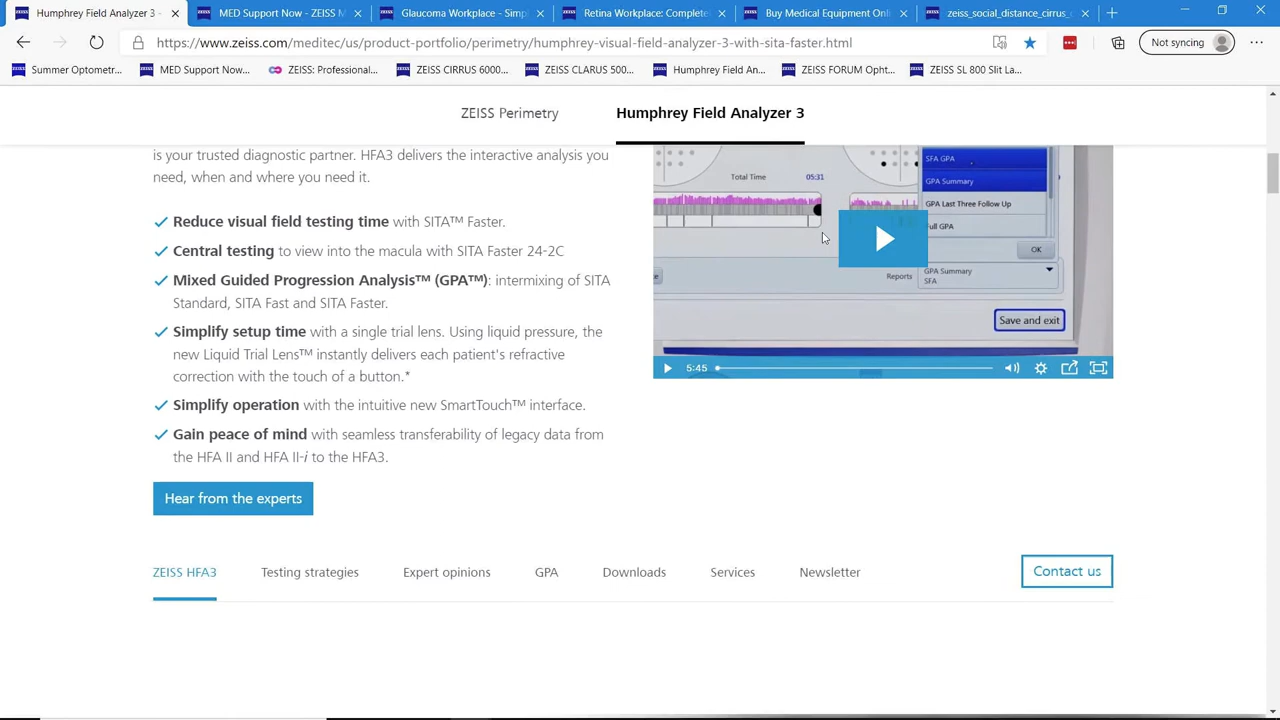 Humphrey Field Analyzer 3 -
MED Support Now - ZEISS M
Glaucoma Workplace - Simpl
Retina Workplace: Complete
Buy Medical Equipment Onli
zeiss_social_distance_cirrus_
https://www.zeiss.com/meditec/us/product-portfolio/perimetry/humphrey-visual-field-analyzer-3-with-sita-faster.html
Not syncing
Summer Optometr...
MED Support Now...
ZEISS: Professional...
ZEISS CIRRUS 6000...
ZEISS CLARUS 500...
Humphrey Field An...
ZEISS FORUM Opht...
ZEISS SL 800 Slit La...
ZEISS Perimetry
Humphrey Field Analyzer 3
is your trusted diagnostic partner. HFA3 delivers the interactive analysis you
need, when and where you need it.
Reduce visual field testing time with SITA™ Faster.
Central testing to view into the macula with SITA Faster 24-2C
Mixed Guided Progression Analysis™ (GPA™): intermixing of SITA
Standard, SITA Fast and SITA Faster.
Simplify setup time in a single trial lens. Using liquid pressure, the
new Liquid Trial Lens™ instantly delivers each patient's refractive
correction with the touch of a button.*
Simplify operation with the intuitive new SmartTouch™ interface.
Gain peace of mind with seamless transferability of legacy data from
the HFA II and HFA II-i to the HFA3.
Hear from the experts
Total Time 05:31
SFA GPA
GPA Summary
GPA Last Three Follow Up
Full GPA
OK
Reports
GPA Summary
SFA
Save and exit
5:45
ZEISS HFA3
Testing strategies
Expert opinions
GPA
Downloads
Services
Newsletter
Contact us